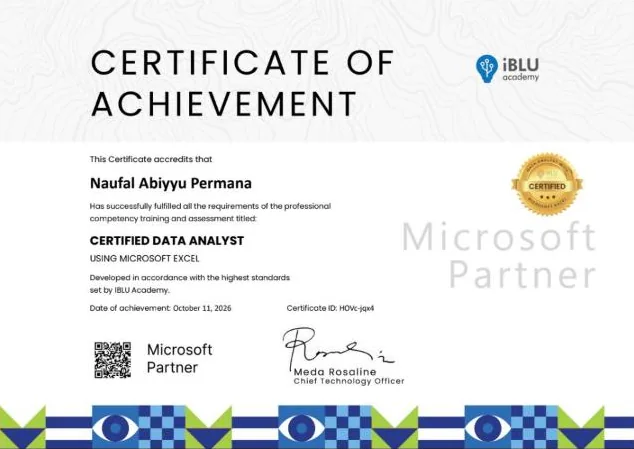 CERTIFICATE OF
ACHIEVEMENT
iBLU
academy
This Certificate accredits that
Naufal Abiyyu Permana
Has successfully fulfilled all the requirements of the professional
competency training and assessment titled:
CERTIFIED DATA ANALYST
USING MICROSOFT EXCEL
Developed in accordance with the highest standards
set by IBLU Academy.
Date of achievement: October 11, 2026
Certificate ID: HOVc-jqx4
CERTIFIED
MICROSOFT EXCEL
Microsoft
Partner
Microsoft
Partner
Meda Rosaline
Chief Technology Officer